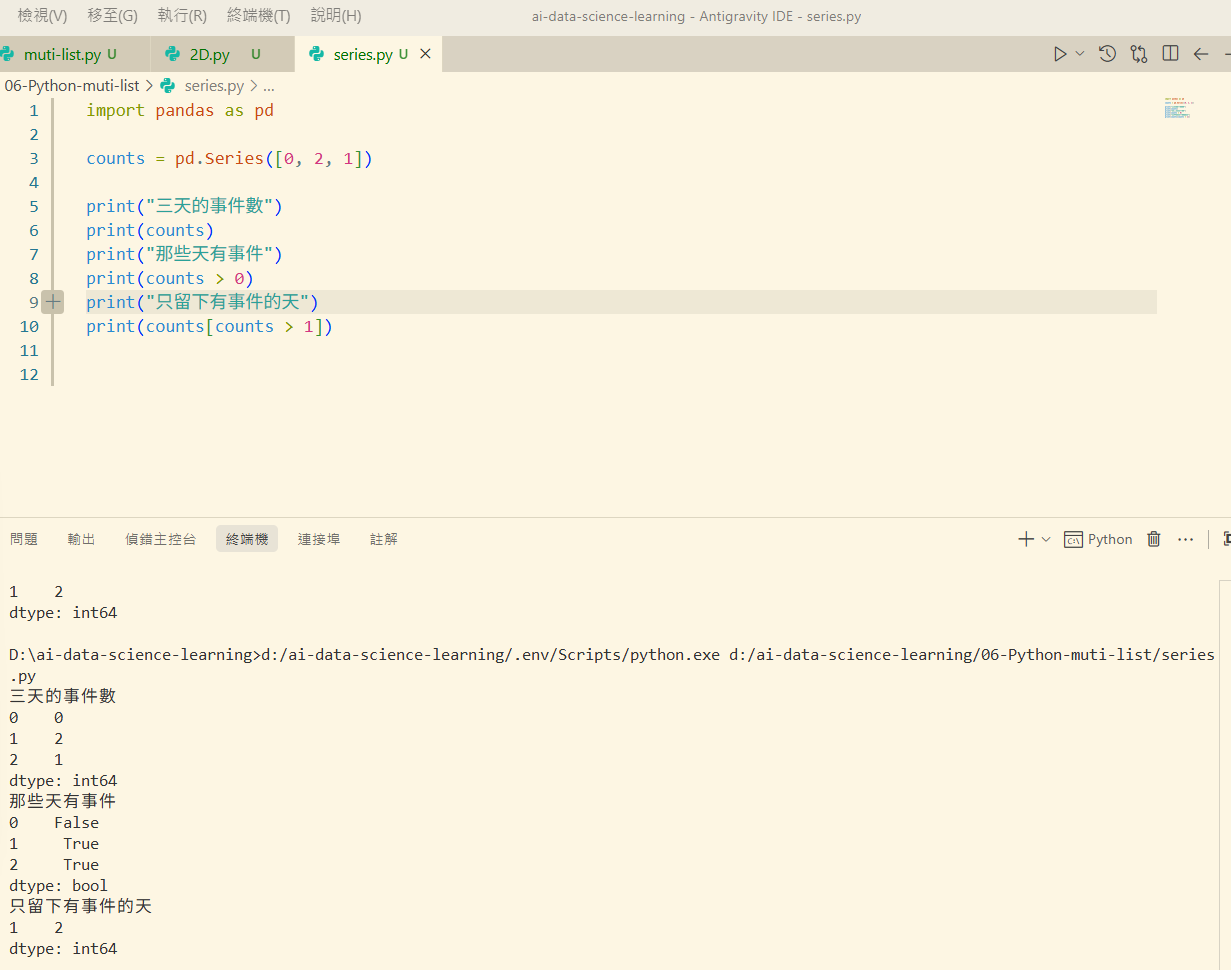 檢視(V) 移至(G) 執行(R) 終端機(T) 說明(H) ai-data-science-learning - Antigravity IDE - series.py
muti-list.py U 2D.py U series.py U
06-Python-muti-list > series.py > ...
1 import pandas as pd
2
3 counts = pd.Series([0, 2, 1])
4
5 print("三天的事件數")
6 print(counts)
7 print("那些天有事件")
8 print(counts > 0)
9 print("只留下有事件的天")
10 print(counts[counts > 1])
11
12
問題 輸出 偵錯主控台 終端機 連接埠 註解 Python
1 2
dtype: int64
D:\ai-data-science-learning>d:/ai-data-science-learning/.env/Scripts/python.exe d:/ai-data-science-learning/06-Python-muti-list/series
.py
三天的事件數
0 0
1 2
2 1
dtype: int64
那些天有事件
0 False
1 True
2 True
dtype: bool
只留下有事件的天
1 2
dtype: int64